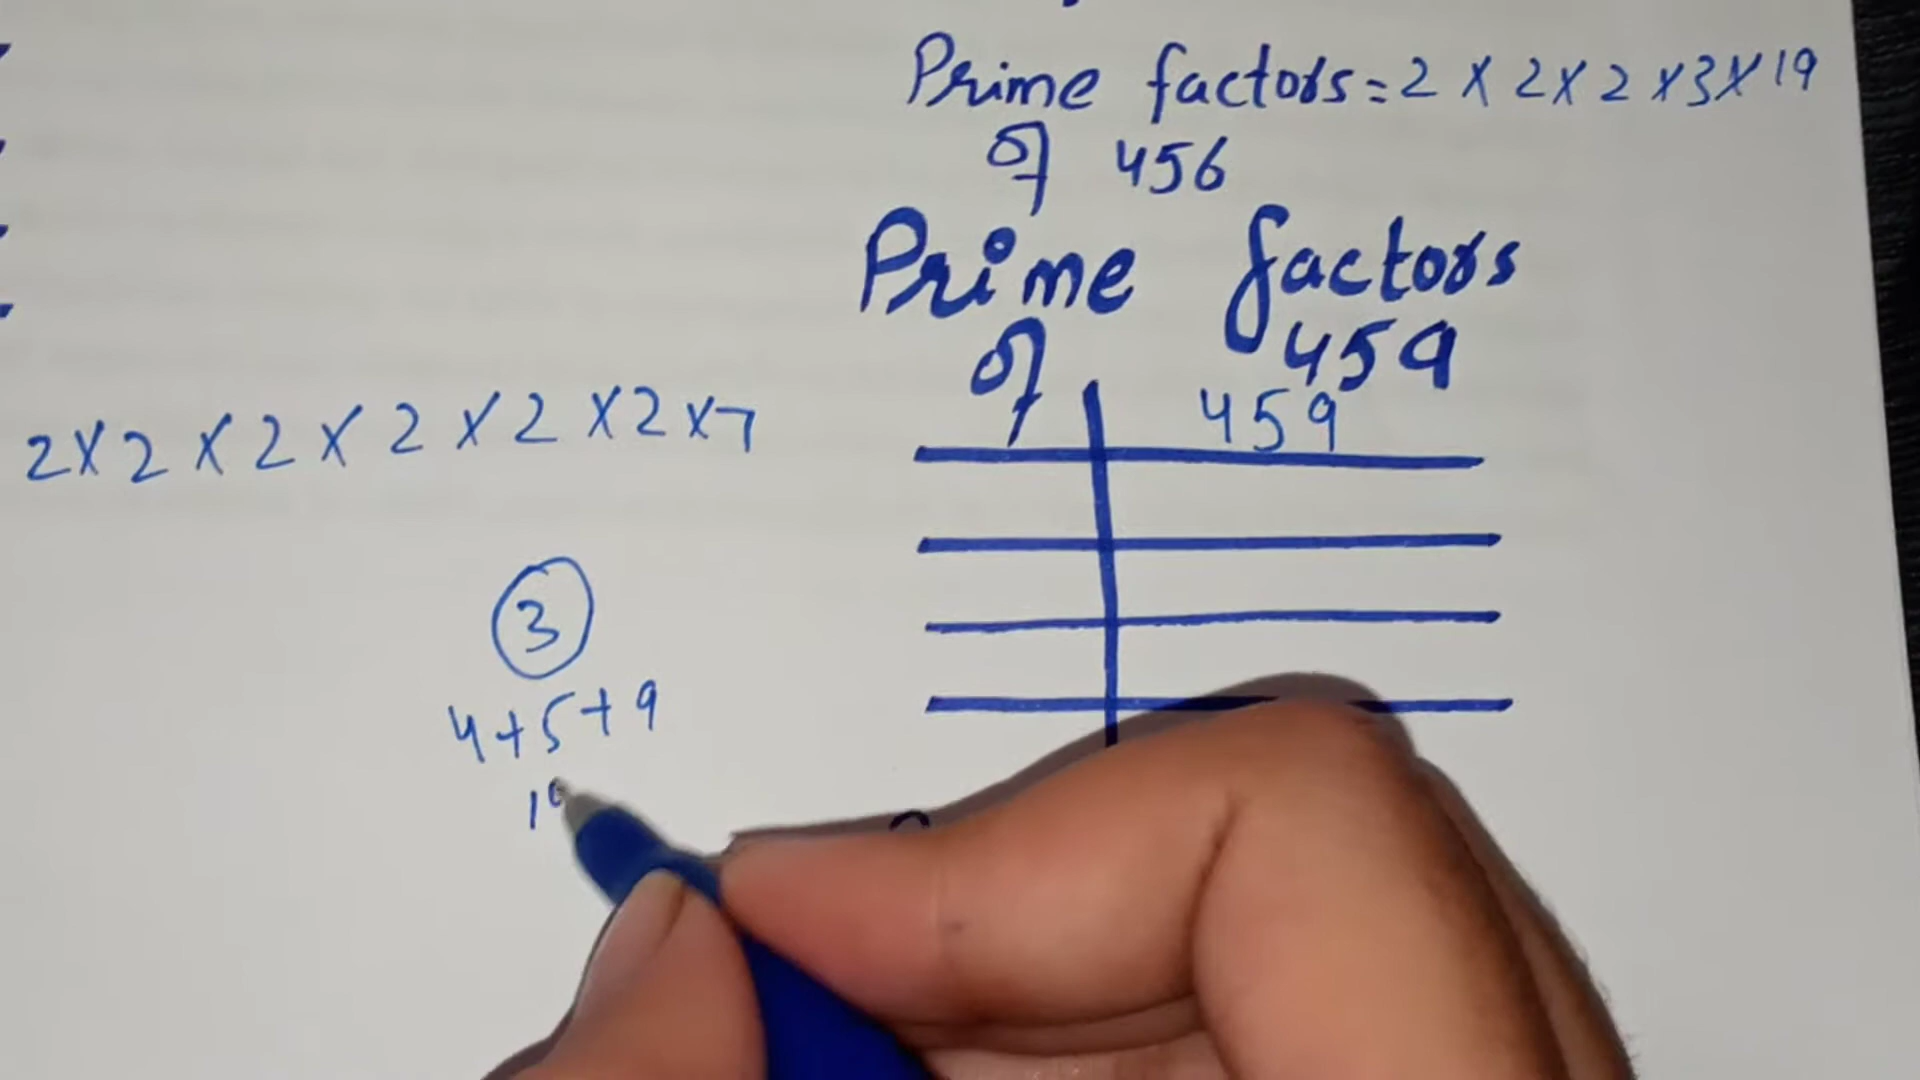 Prime factors = 2 X 2 X 2 X 3 X 19
of 456
Prime factors
of 459
459
2 X 2 X 2 X 2 X 2 X 2 X 7
3
4 + 5 + 9